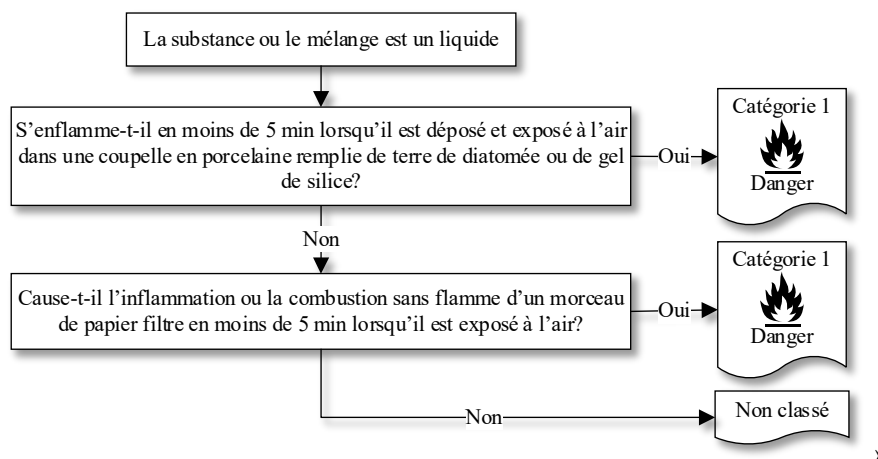 La substance ou le mélange est un liquide
S’enflamme-t-il en moins de 5 min lorsqu’il est déposé et exposé à l’air
dans une coupelle en porcelaine remplie de terre de diatomée ou de gel
de silice?
Oui
Catégorie 1
Danger
Non
Cause-t-il l’inflammation ou la combustion sans flamme d’un morceau
de papier filtre en moins de 5 min lorsqu’il est exposé à l’air?
Oui
Catégorie 1
Danger
Non
Non classé